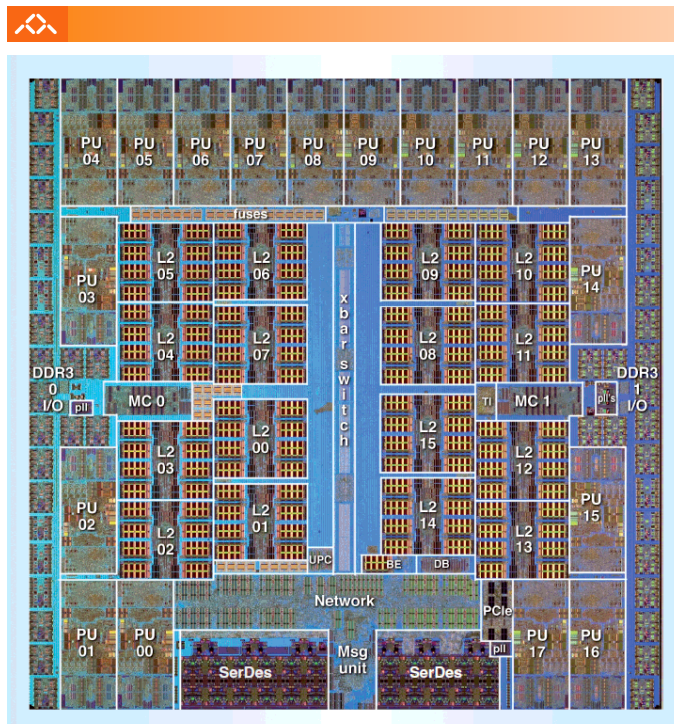 PU 04
PU 05
PU 06
PU 07
PU 08
PU 09
PU 10
PU 11
PU 12
PU 13
fuses
PU 03
L2 05
L2 06
xbar switch
L2 09
L2 10
PU 14
L2 04
L2 07
L2 08
L2 11
DDR3 0 I/O
pll
MC 0
TI
MC 1
pll's
DDR3 1 I/O
L2 03
L2 00
L2 15
L2 12
PU 02
L2 02
L2 01
L2 14
L2 13
PU 15
UPC
BE
DB
PU 01
PU 00
Network
PCIe
pll
Msg unit
SerDes
SerDes
PU 17
PU 16